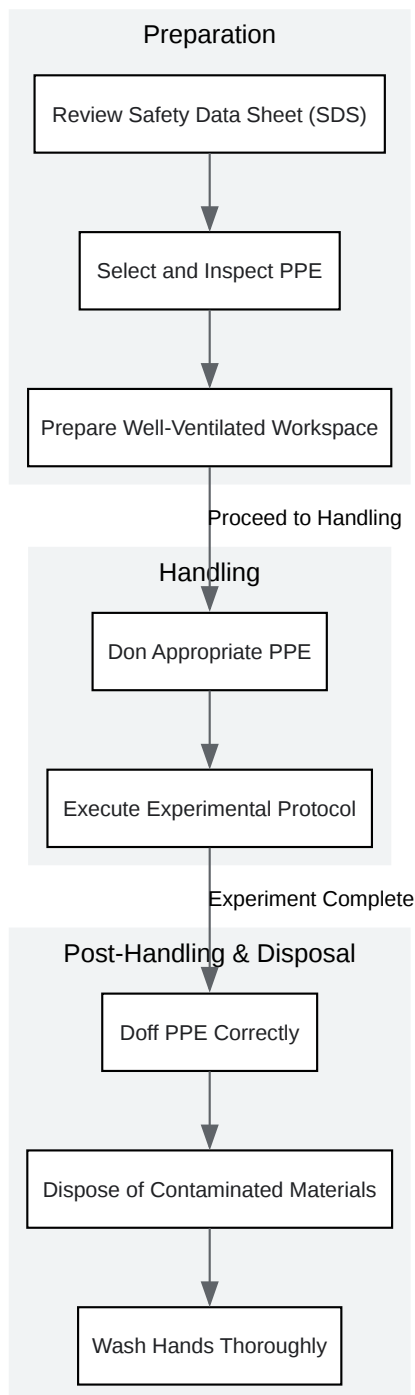 Preparation
Review Safety Data Sheet (SDS)
Select and Inspect PPE
Prepare Well-Ventilated Workspace
Proceed to Handling
Handling
Don Appropriate PPE
Execute Experimental Protocol
Experiment Complete
Post-Handling & Disposal
Doff PPE Correctly
Dispose of Contaminated Materials
Wash Hands Thoroughly